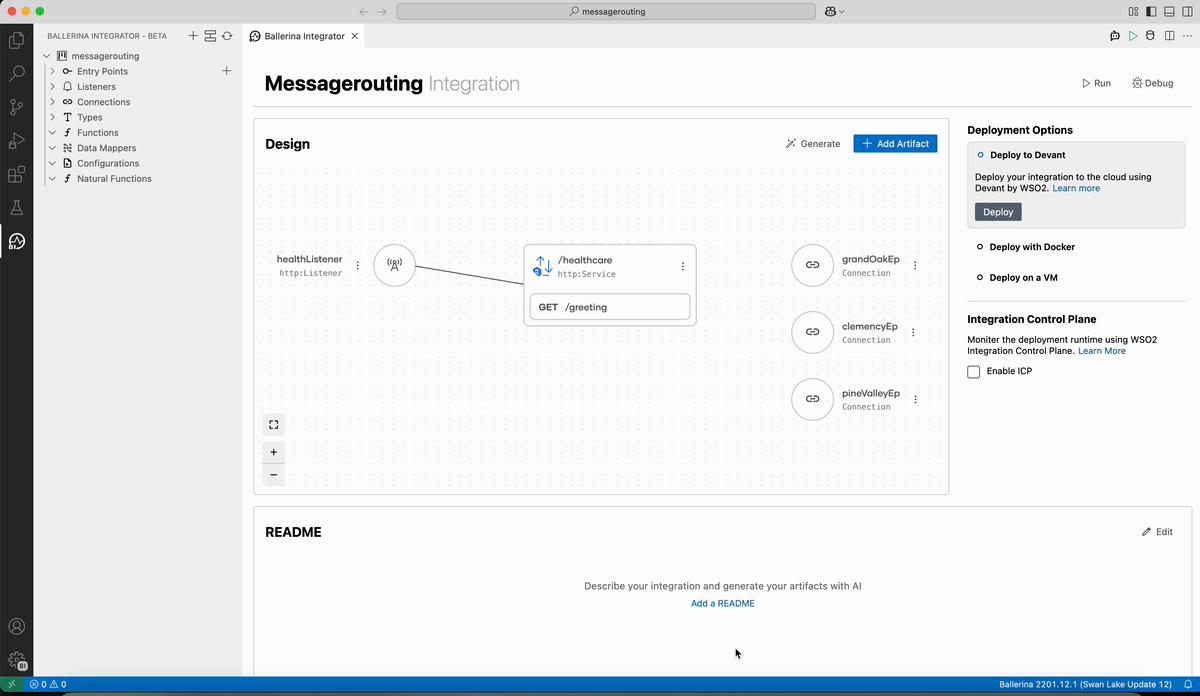 messagerouting
BALLERINA INTEGRATOR - BETA
messagerouting
Entry Points
Listeners
Connections
Types
Functions
Data Mappers
Configurations
Natural Functions
Ballerina Integrator
Messagerouting Integration
Run
Debug
Design
Generate
Add Artifact
healthListener
http:Listener
/healthcare
http:Service
GET /greeting
grandOakEp
Connection
clemencyEp
Connection
pineValleyEp
Connection
Deployment Options
Deploy to Devant
Deploy your integration to the cloud using
Devant by WSO2. Learn more
Deploy
Deploy with Docker
Deploy on a VM
Integration Control Plane
Moniter the deployment runtime using WSO2
Integration Control Plane. Learn More
Enable ICP
README
Edit
Describe your integration and generate your artifacts with AI
Add a README
BI
0 0
Ballerina 2201.12.1 (Swan Lake Update 12)